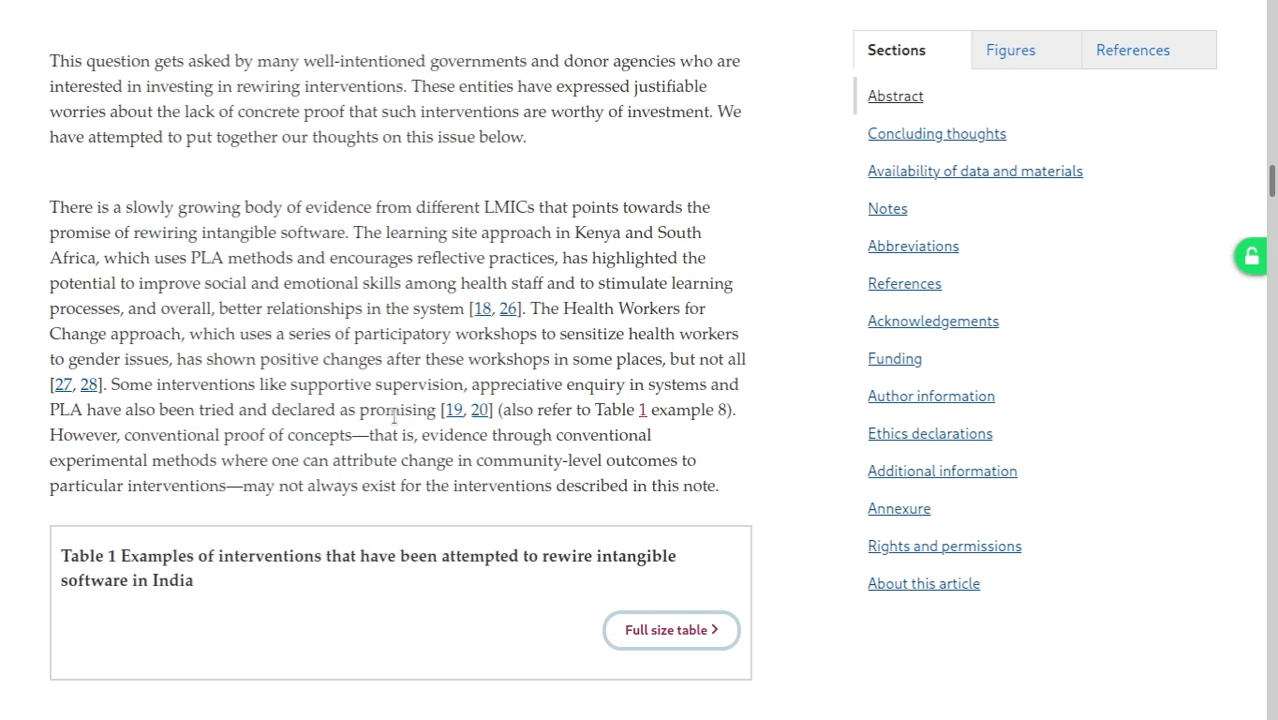 This question gets asked by many well-intentioned governments and donor agencies who are
interested in investing in rewiring interventions. These entities have expressed justifiable
worries about the lack of concrete proof that such interventions are worthy of investment. We
have attempted to put together our thoughts on this issue below.
There is a slowly growing body of evidence from different LMICs that points towards the
promise of rewiring intangible software. The learning site approach in Kenya and South
Africa, which uses PLA methods and encourages reflective practices, has highlighted the
potential to improve social and emotional skills among health staff and to stimulate learning
processes, and overall, better relationships in the system [18, 26]. The Health Workers for
Change approach, which uses a series of participatory workshops to sensitize health workers
to gender issues, has shown positive changes after these workshops in some places, but not all
[27, 28]. Some interventions like supportive supervision, appreciative enquiry in systems and
PLA have also been tried and declared as promising [19, 20] (also refer to Table 1 example 8).
However, conventional proof of concepts—that is, evidence through conventional
experimental methods where one can attribute change in community-level outcomes to
particular interventions—may not always exist for the interventions described in this note.
Table 1 Examples of interventions that have been attempted to rewire intangible
software in India
Full size table
Sections Figures References
Abstract
Concluding thoughts
Availability of data and materials
Notes
Abbreviations
References
Acknowledgements
Funding
Author information
Ethics declarations
Additional information
Annexure
Rights and permissions
About this article